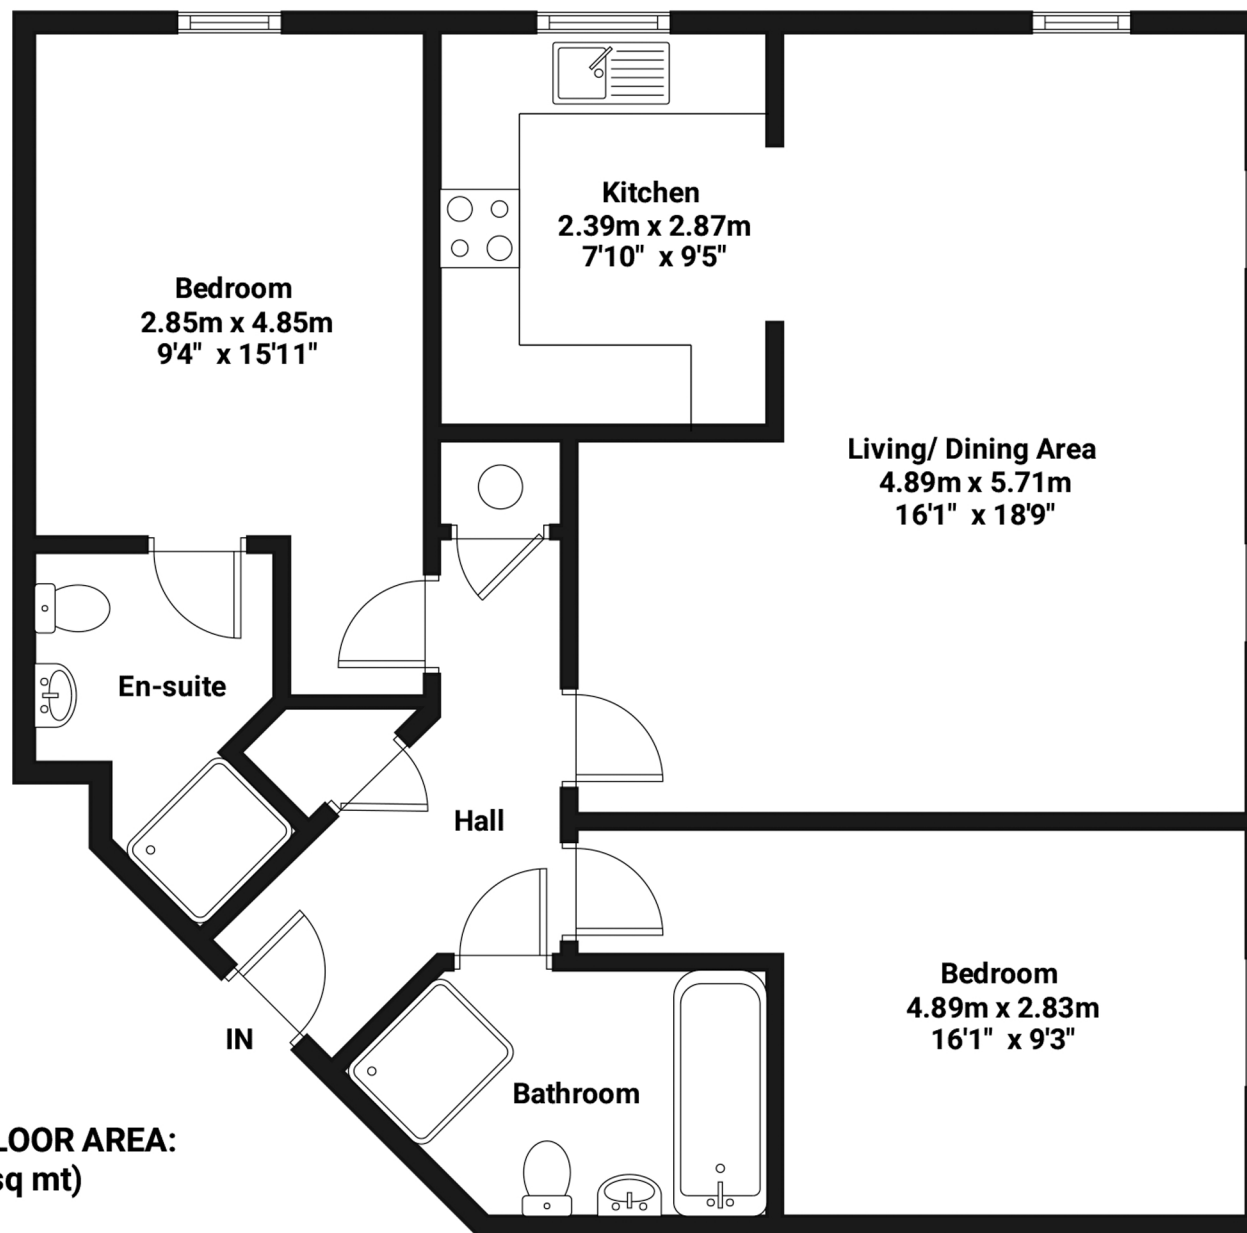 Kitchen
2.39m x 2.87m
7'10" x 9'5"
Bedroom
2.85m x 4.85m
9'4" x 15'11"
Living/ Dining Area
4.89m x 5.71m
16'1" x 18'9"
En-suite
Hall
Bedroom
4.89m x 2.83m
16'1" x 9'3"
IN
Bathroom
AREA:
mt)